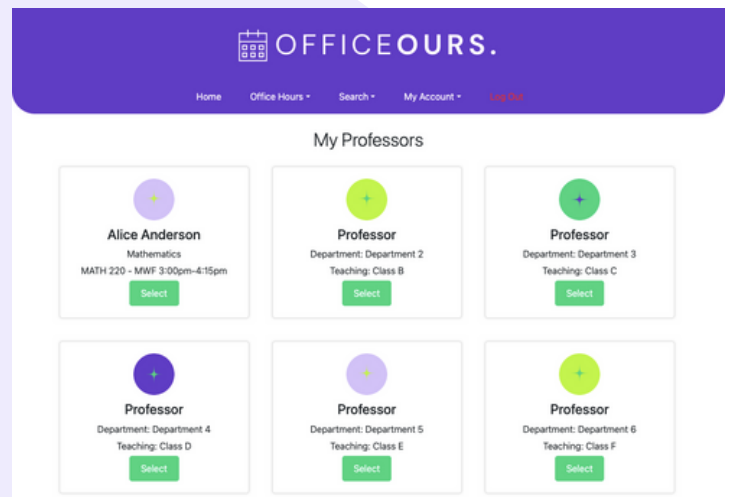 OFFICEOURS.
Home Office Hours Search My Account Log Out
My Professors
Alice Anderson
Mathematics
MATH 220 - MWF 3:00pm-4:15pm
Select
Professor
Department: Department 2
Teaching: Class B
Select
Professor
Department: Department 3
Teaching: Class C
Select
Professor
Department: Department 4
Teaching: Class D
Select
Professor
Department: Department 5
Teaching: Class E
Select
Professor
Department: Department 6
Teaching: Class F
Select